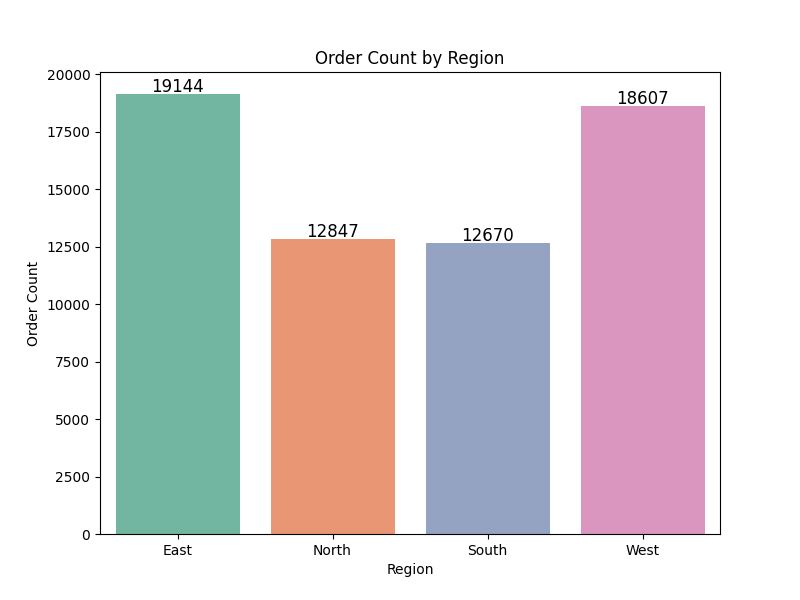 Order Count by Region
20000
17500
15000
12500
10000
7500
5000
2500
0
Order Count
19144
12847
12670
18607
East
North
South
West
Region